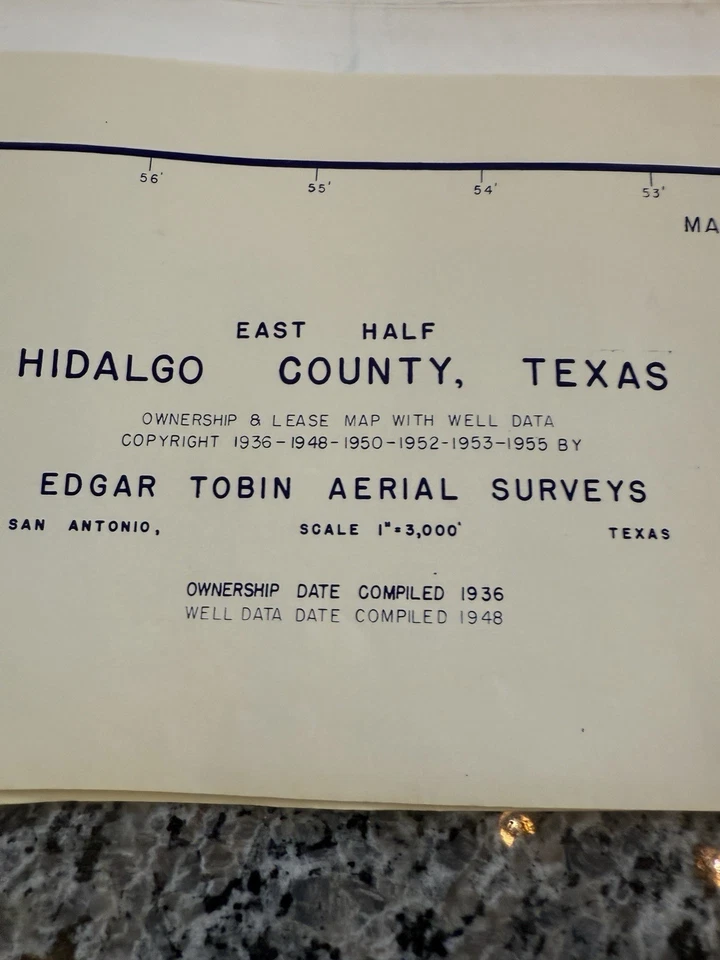 56' 55' 54' 53'
MA
EAST HALF
HIDALGO COUNTY, TEXAS
OWNERSHIP & LEASE MAP WITH WELL DATA
COPYRIGHT 1936-1948-1950-1952-1953-1955 BY
EDGAR TOBIN AERIAL SURVEYS
SAN ANTONIO, SCALE 1"=3,000' TEXAS
OWNERSHIP DATE COMPILED 1936
WELL DATA DATE COMPILED 1948